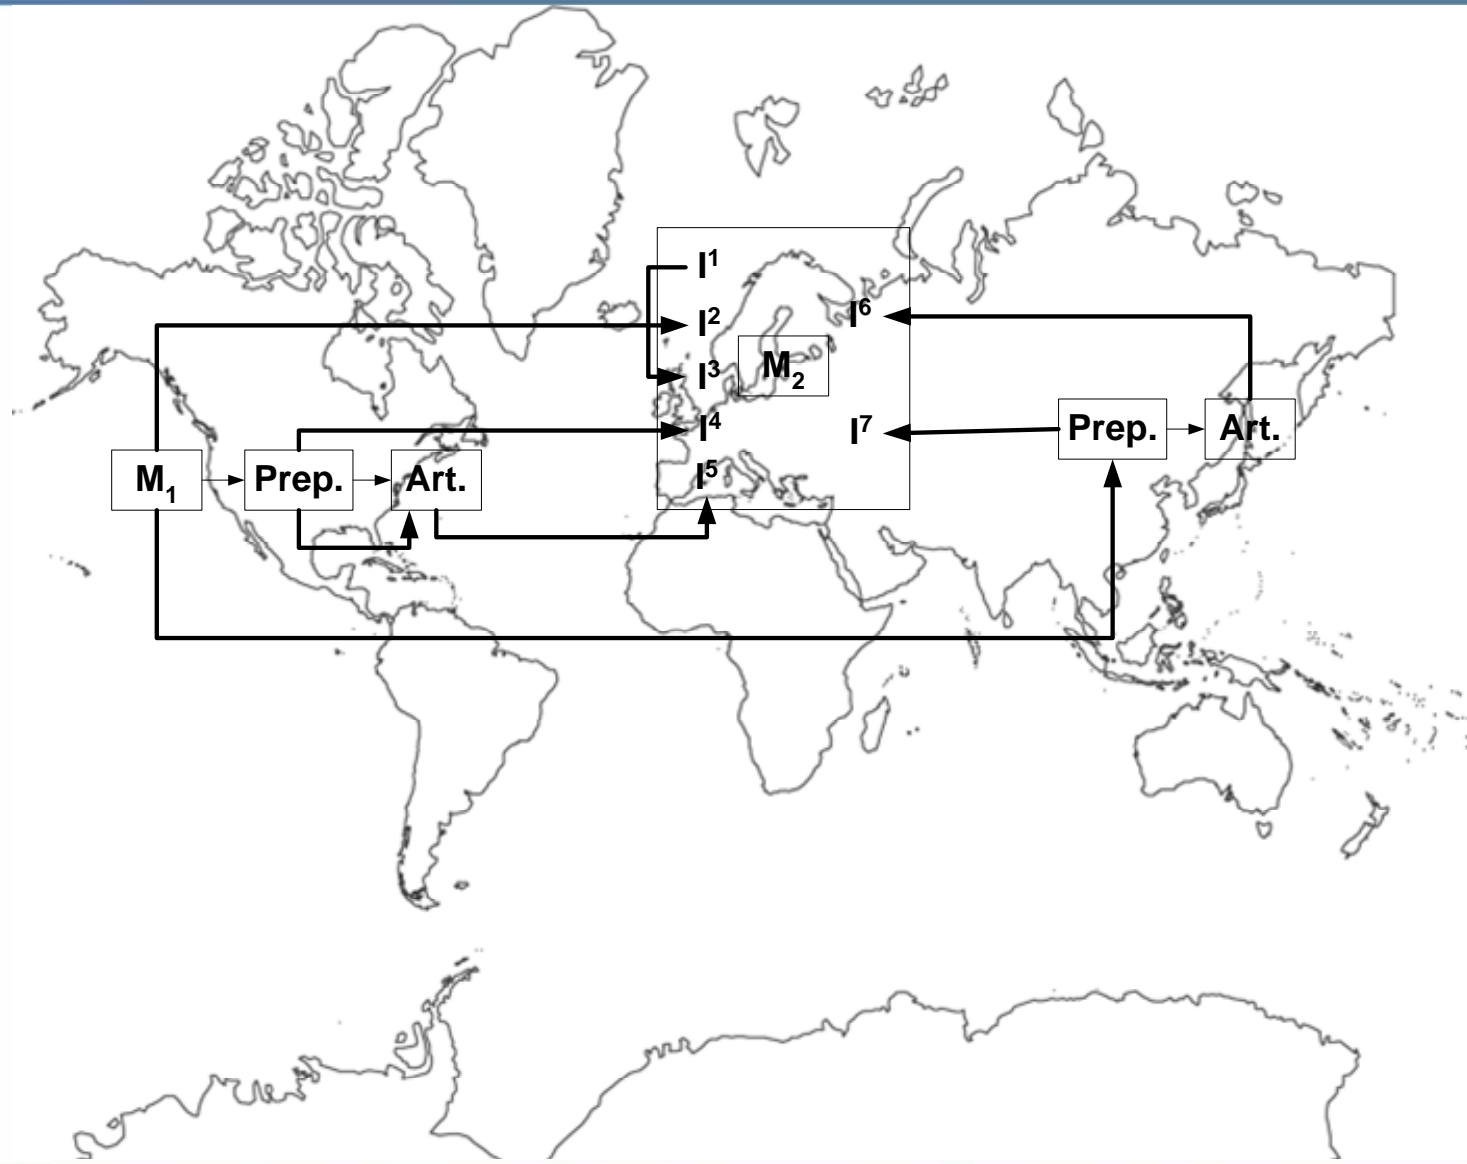 I¹
I²
I³
I⁴
I⁵
I⁶
I⁷
M₂
M₁
Prep.
Art.
Prep.
Art.